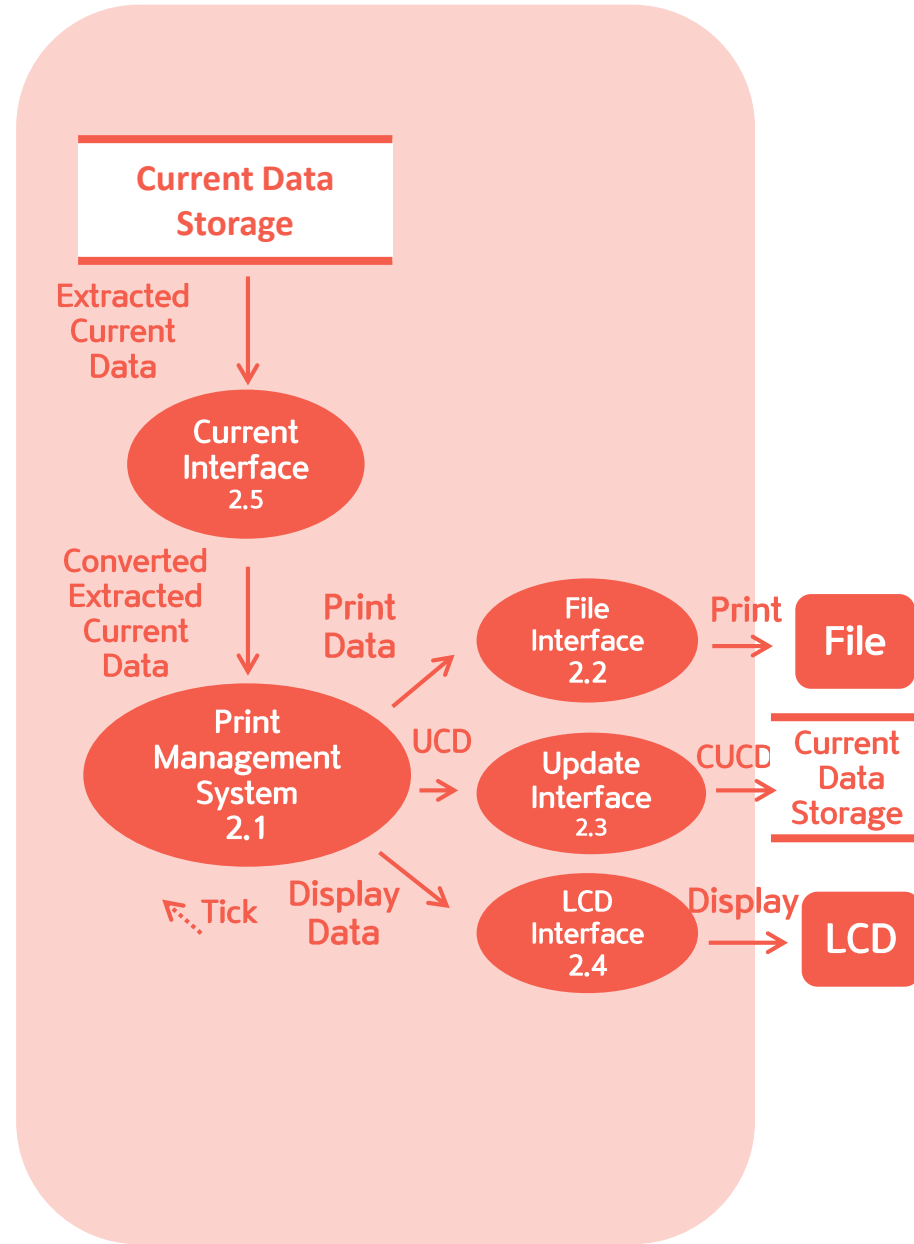 Current Data
Storage
Extracted
Current
Data
Current
Interface
2.5
Converted
Extracted
Current
Data
Print
Data
File
Interface
2.2
Print
File
Print
Management
System
2.1
UCD
Update
Interface
2.3
CUCD
Current
Data
Storage
Tick
Display
Data
LCD
Interface
2.4
Display
LCD